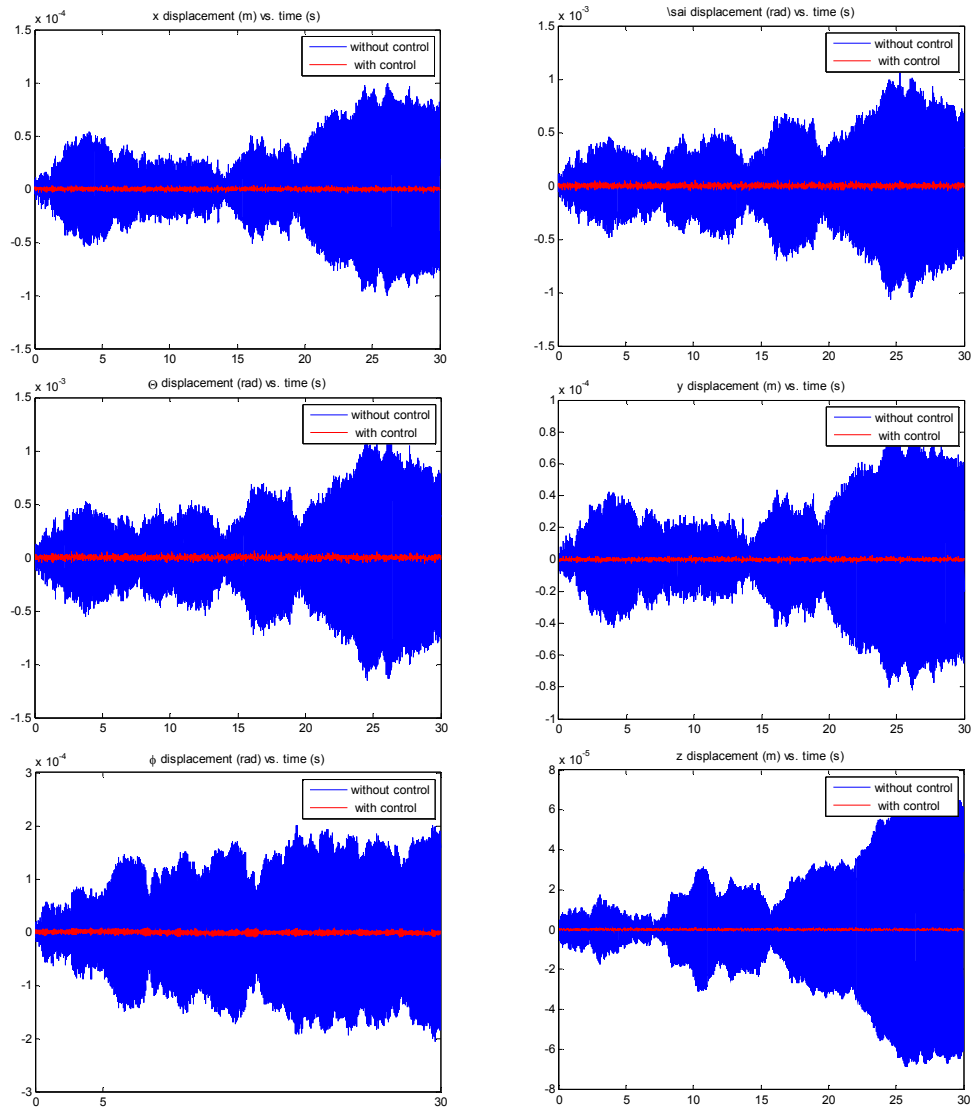 x displacement (m) vs. time (s)
x 10^-4
1.5
1
0.5
0
-0.5
-1
-1.5
0 5 10 15 20 25 30
without control
with control
\sai displacement (rad) vs. time (s)
x 10^-3
1.5
1
0.5
0
-0.5
-1
-1.5
0 5 10 15 20 25 30
without control
with control
Θ displacement (rad) vs. time (s)
x 10^-3
1.5
1
0.5
0
-0.5
-1
-1.5
0 5 10 15 20 25 30
without control
with control
y displacement (m) vs. time (s)
x 10^-4
1
0.8
0.6
0.4
0.2
0
-0.2
-0.4
-0.6
-0.8
-1
0 5 10 15 20 25 30
without control
with control
ϕ displacement (rad) vs. time (s)
x 10^-4
3
2
1
0
-1
-2
-3
0 5 30
without control
with control
z displacement (m) vs. time (s)
x 10^-5
8
6
4
2
0
-2
-4
-6
-8
0 5 10 15 20 25 30
without control
with control